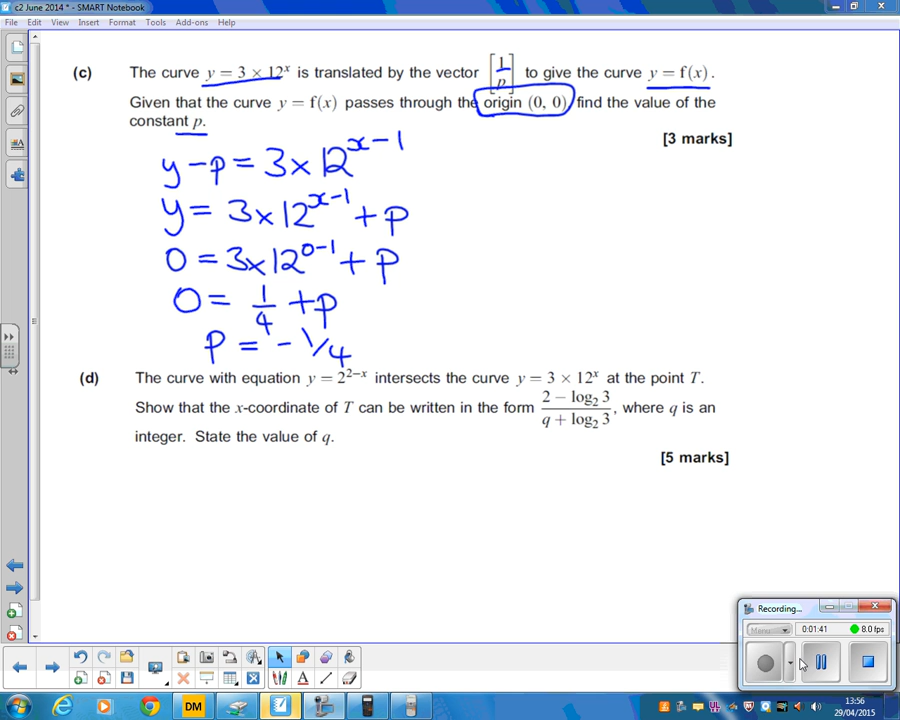 c2 June 2014 * - SMART Notebook
File Edit View Insert Format Tools Add-ons Help
(c) The curve y = 3 × 12ˣ is translated by the vector [1 p] to give the curve y = f(x).
Given that the curve y = f(x) passes through the origin (0, 0), find the value of the
constant p.
[3 marks]
y − p = 3 × 12^(x−1)
y = 3 × 12^(x−1) + p
0 = 3 × 12^(0−1) + p
0 = 1/4 + p
p = − 1/4
(d) The curve with equation y = 2^(2−x) intersects the curve y = 3 × 12ˣ at the point T.
Show that the x-coordinate of T can be written in the form (2 − log₂ 3)/(q + log₂ 3), where q is an
integer. State the value of q.
[5 marks]
Recording...
Menu 0:01:41 8.0 fps
DM
13:56
29/04/2015